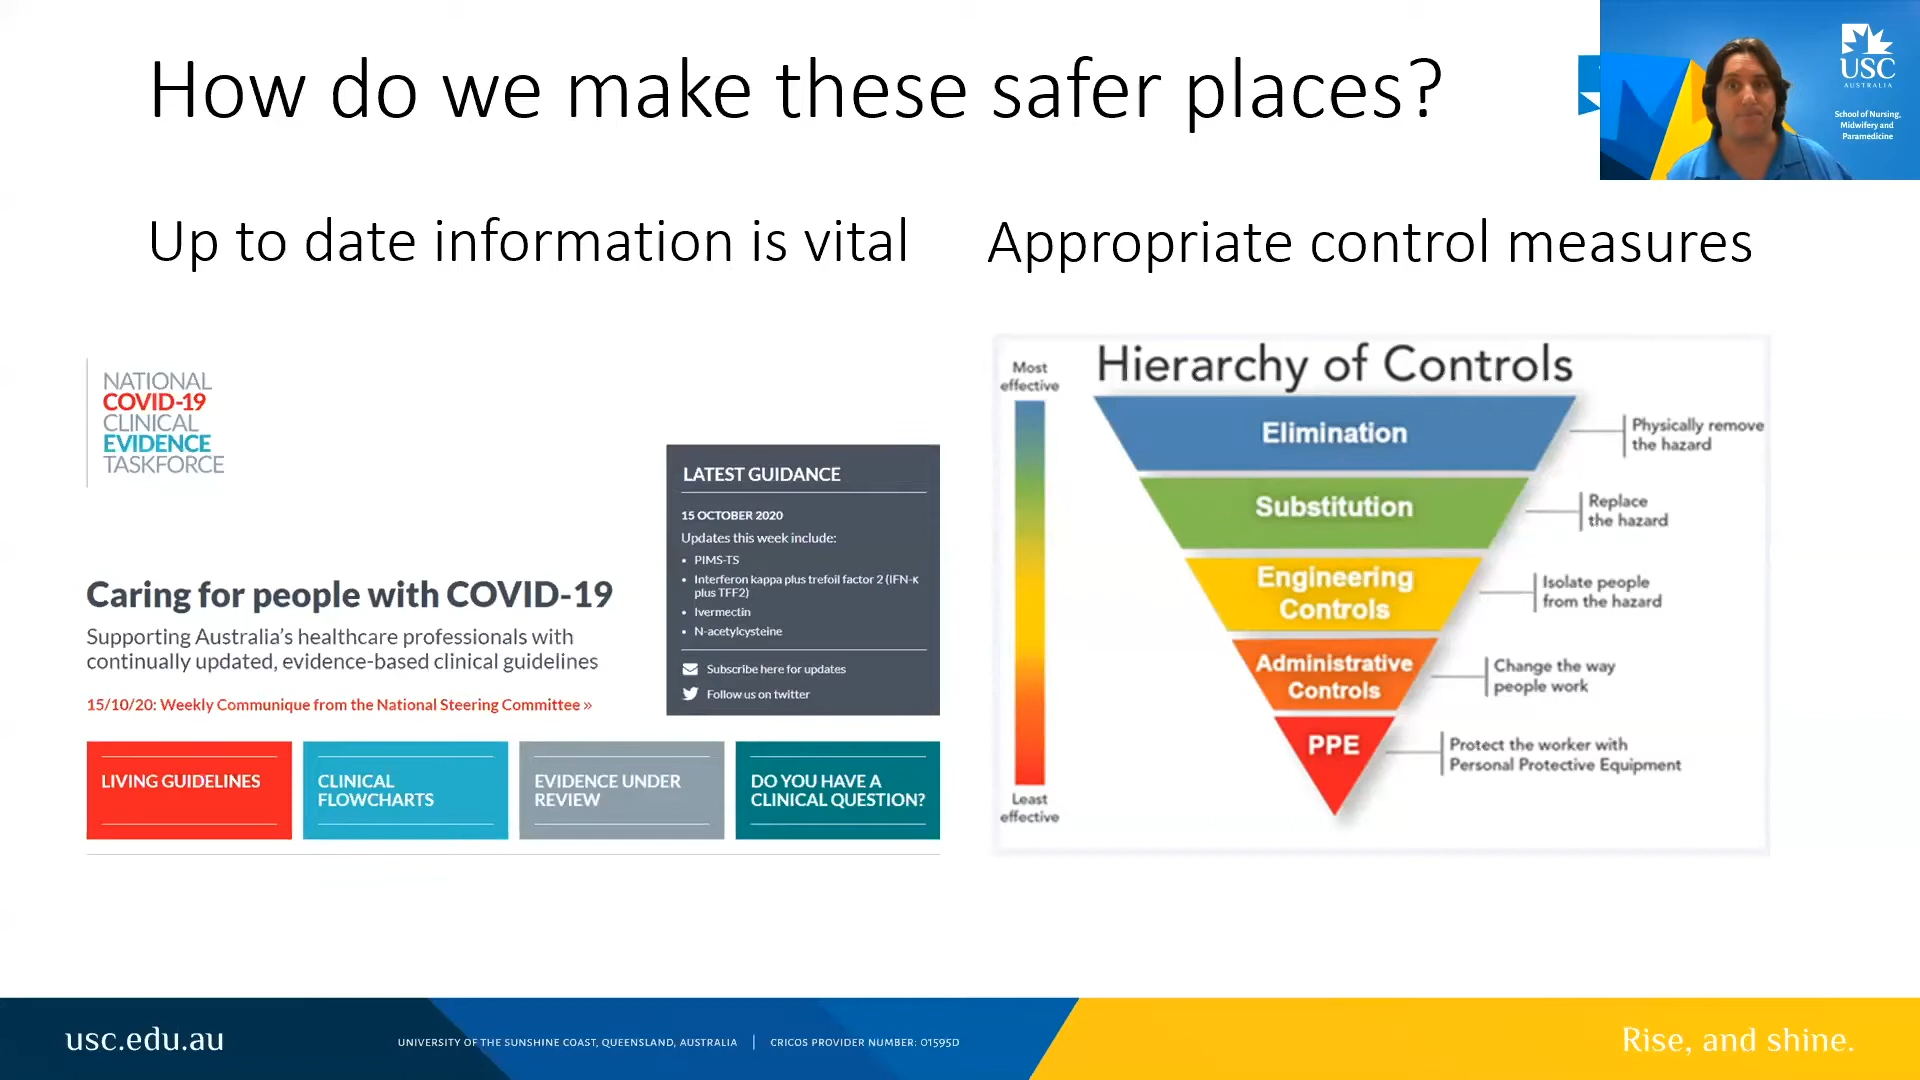 How do we make these safer places?
USC
AUSTRALIA
School of Nursing,
Midwifery and
Paramedicine
Up to date information is vital
Appropriate control measures
NATIONAL
COVID-19
CLINICAL
EVIDENCE
TASKFORCE
LATEST GUIDANCE
15 OCTOBER 2020
Updates this week include:
• PIMS-TS
• Interferon kappa plus trefoil factor 2 (IFN-κ
plus TFF2)
• Ivermectin
• N-acetylcysteine
Subscribe here for updates
Follow us on twitter
Caring for people with COVID-19
Supporting Australia's healthcare professionals with
continually updated, evidence-based clinical guidelines
15/10/20: Weekly Communique from the National Steering Committee »
LIVING GUIDELINES
CLINICAL
FLOWCHARTS
EVIDENCE UNDER
REVIEW
DO YOU HAVE A
CLINICAL QUESTION?
Hierarchy of Controls
Most
effective
Elimination
Physically remove
the hazard
Substitution
Replace
the hazard
Engineering
Controls
Isolate people
from the hazard
Administrative
Controls
Change the way
people work
PPE
Protect the worker with
Personal Protective Equipment
Least
effective
usc.edu.au
UNIVERSITY OF THE SUNSHINE COAST, QUEENSLAND, AUSTRALIA | CRICOS PROVIDER NUMBER: 01595D
Rise, and shine.